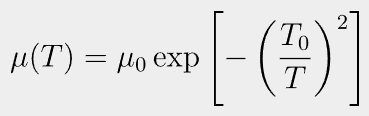 μ(T) = μ₀ exp [ − ( T₀ / T )² ]